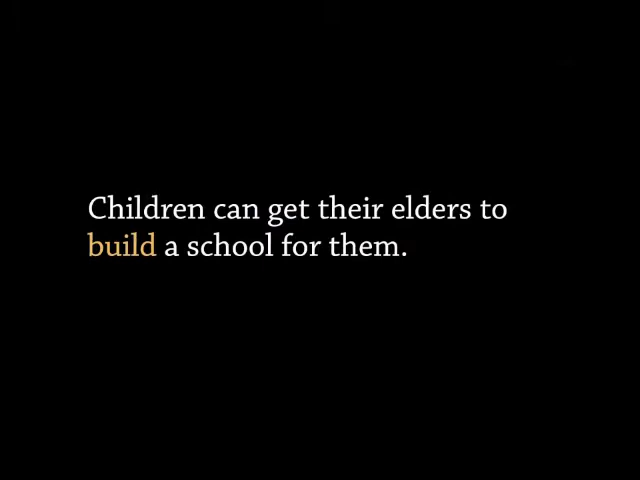 Children can get their elders to
build a school for them.